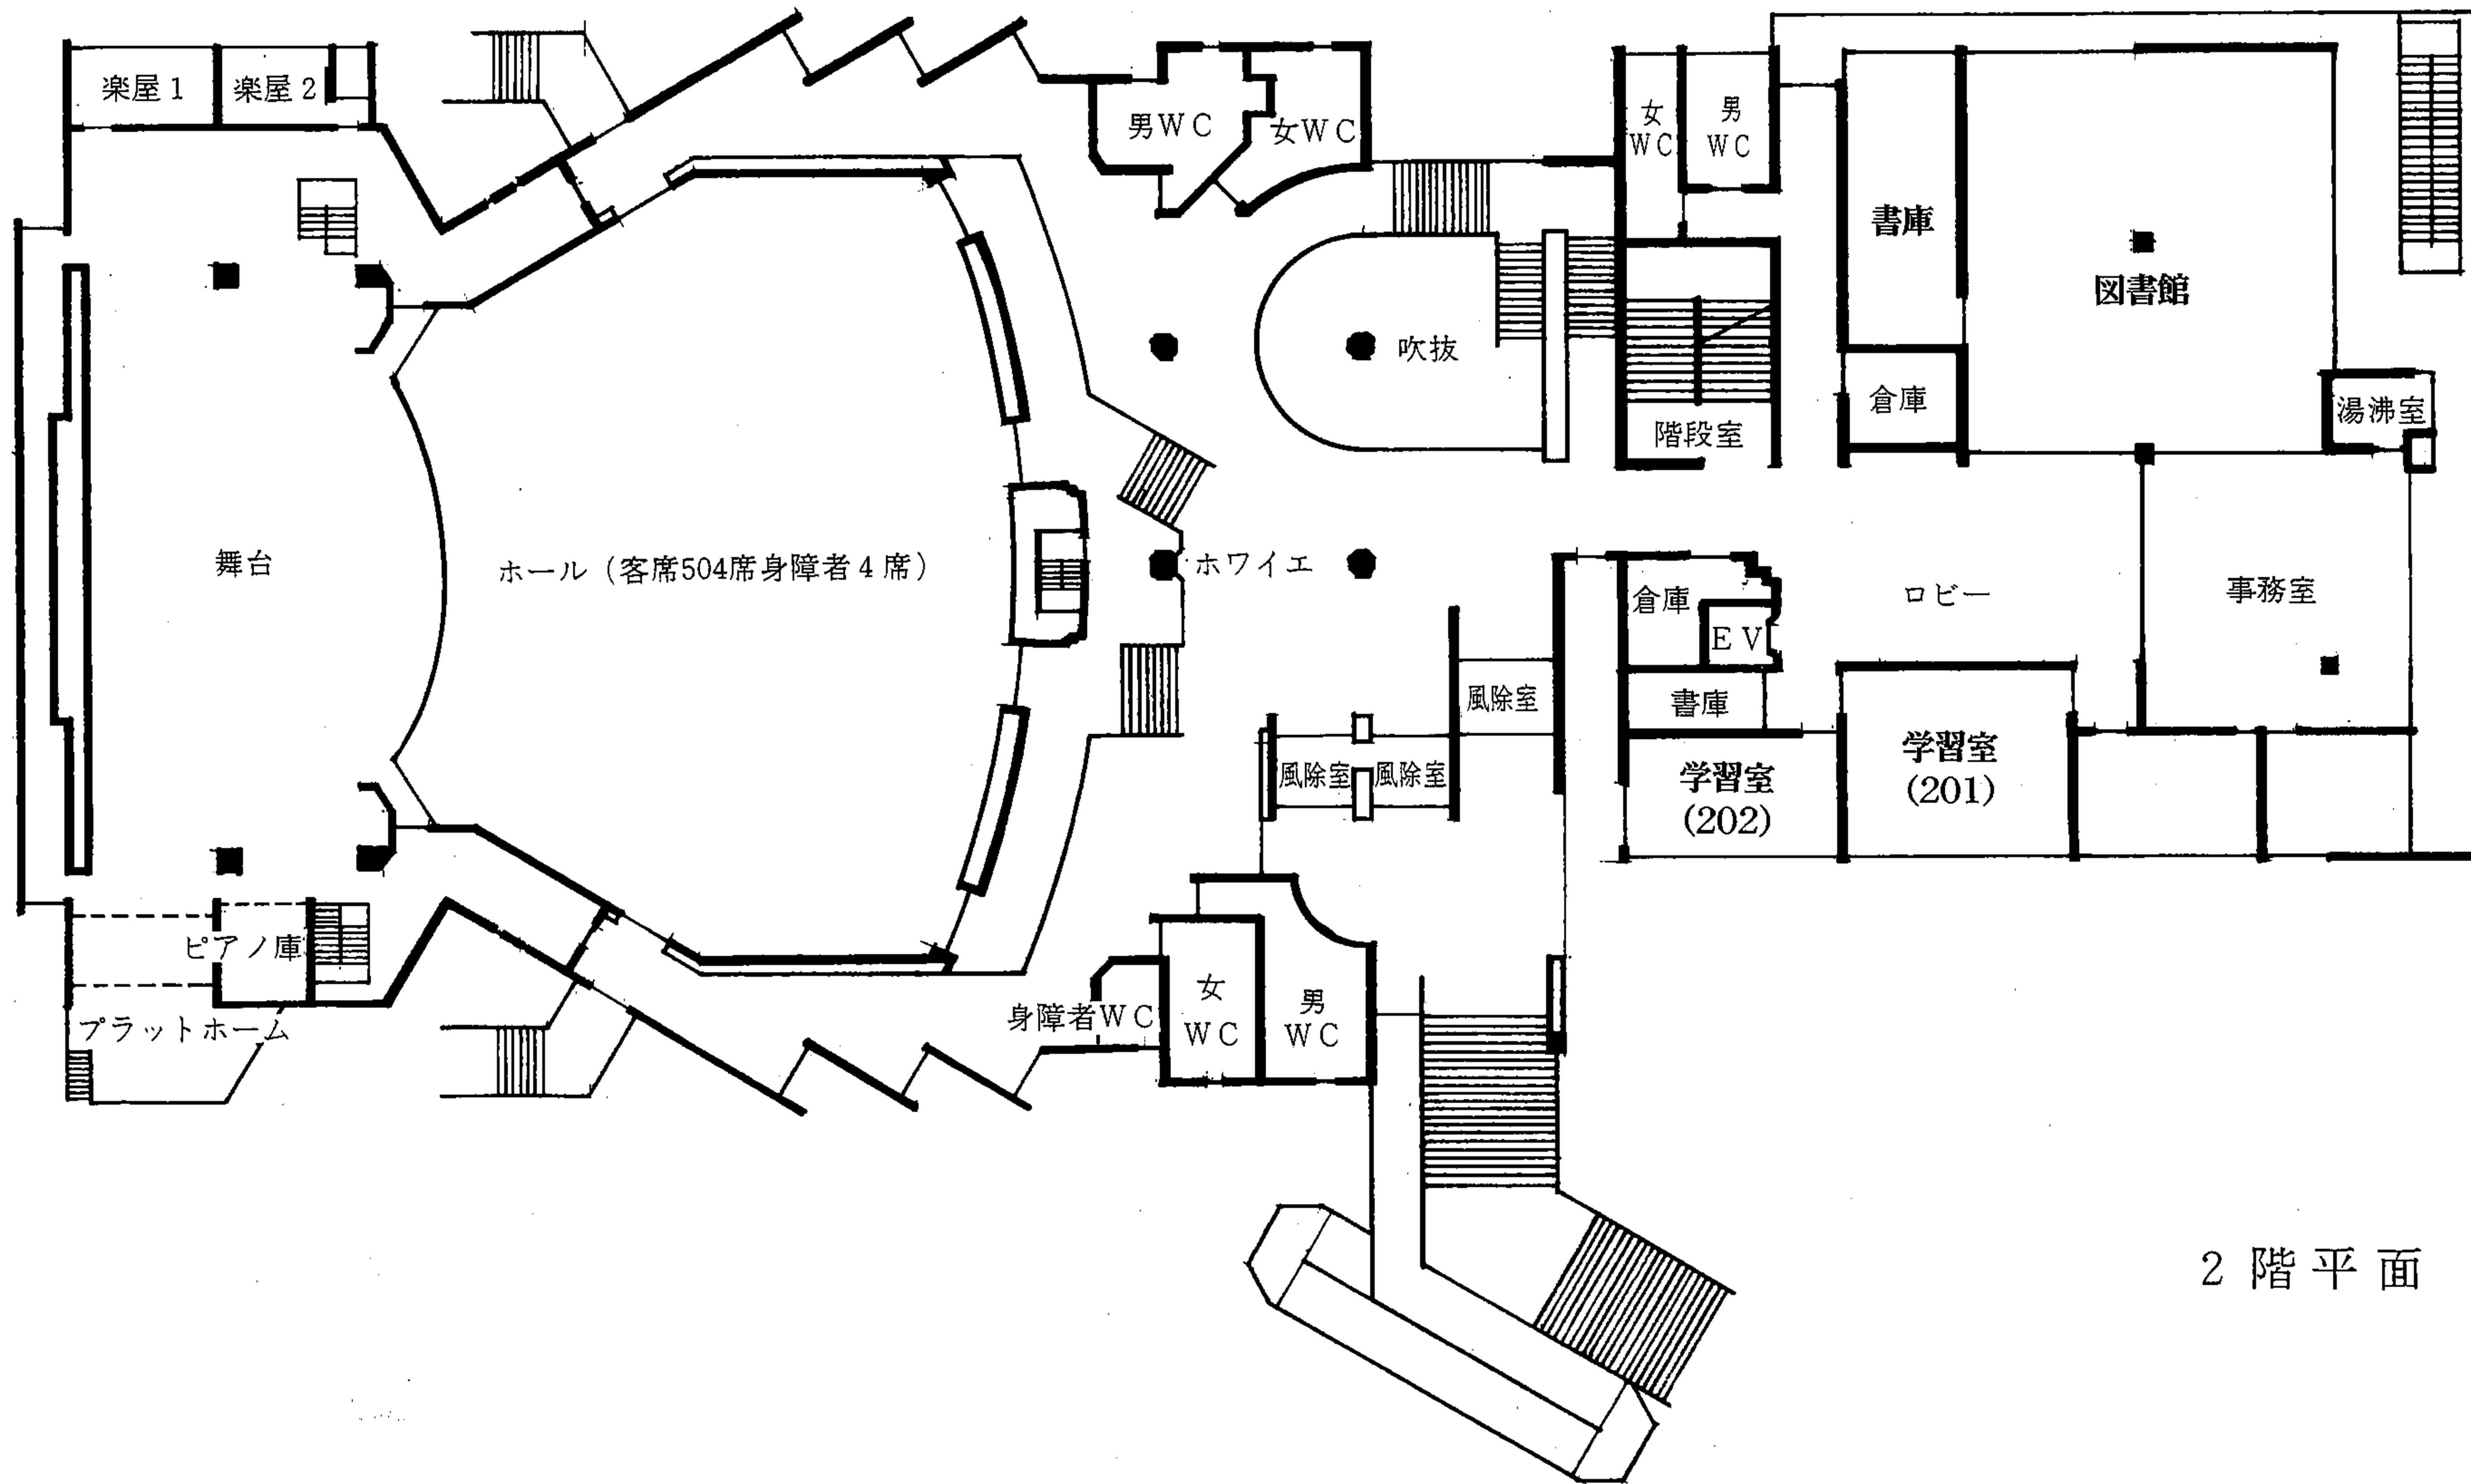 楽屋1
楽屋2
男WC
女WC
女
WC
男
WC
書庫
図書館
吹抜
倉庫
湯沸室
階段室
舞台
ホール(客席504席身障者4席)
ホワイエ
倉庫
EV
ロビー
事務室
風除室
書庫
風除室
風除室
学習室
(202)
学習室
(201)
ピアノ庫
プラットホーム
身障者WC
女
WC
男
WC
2階平面